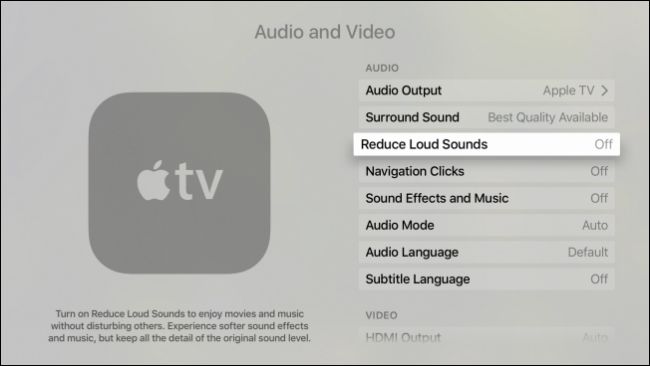 Audio and Video
AUDIO
Audio Output Apple TV >
Surround Sound Best Quality Available
Reduce Loud Sounds Off
Navigation Clicks Off
Sound Effects and Music Off
Audio Mode Auto
Audio Language Default
Subtitle Language Off
VIDEO
HDMI Output Auto
tv
Turn on Reduce Loud Sounds to enjoy movies and music
without disturbing others. Experience softer sound effects
and music, but keep all the detail of the original sound level.